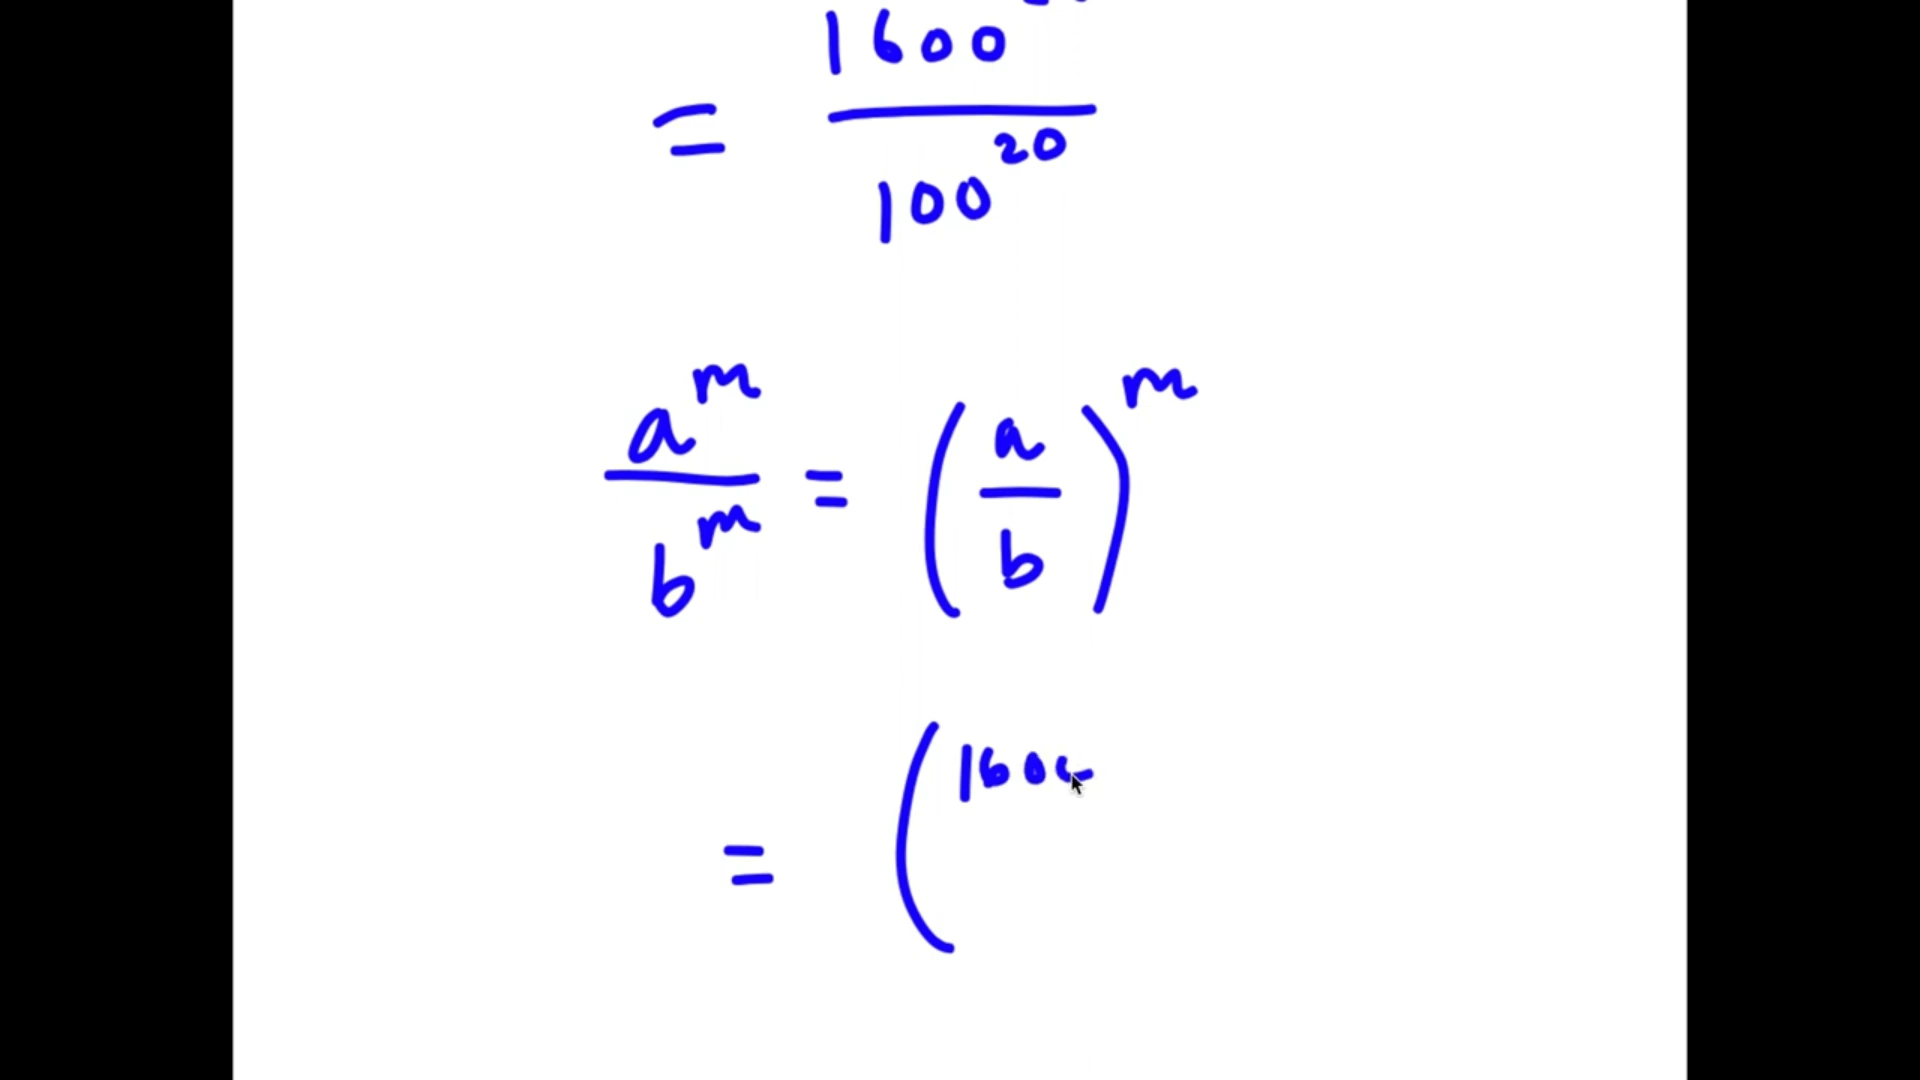 = 1600 / 100^20
a^m / b^m = (a / b)^m
= (160